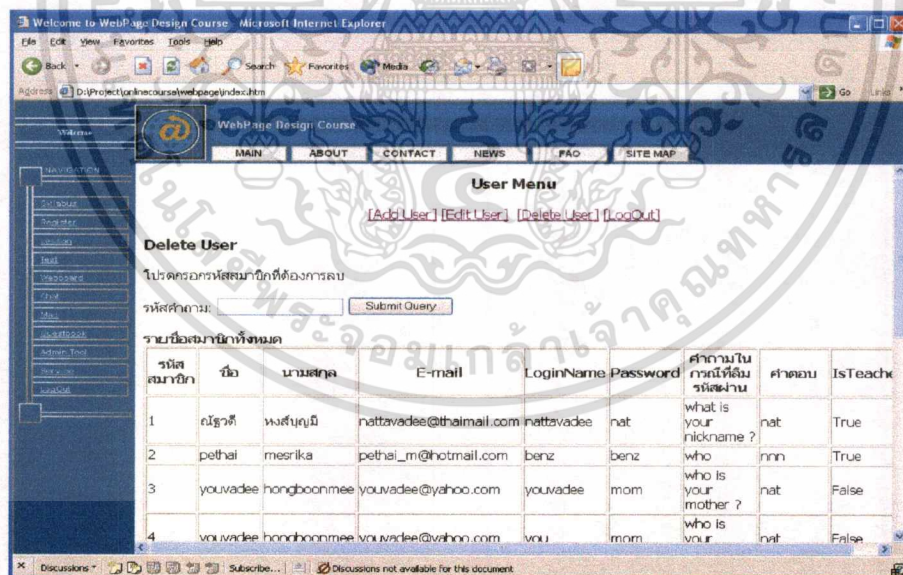 Welcome to WebPage Design Course - Microsoft Internet Explorer
File Edit View Favorites Tools Help
Back Search Favorites Media
Address D:\Project\onlinecourse\webpage\index.htm Go Links
Welcome
WebPage Design Course
MAIN ABOUT CONTACT NEWS FAQ SITE MAP
NAVIGATION
Syllabus
Register
Test
Webboard
Chat
Guestbook
Admin Tool
User Menu
[Add User] [Edit User] [Delete User] [LogOut]
Delete User
โปรดกรอกรหัสสมาชิกที่ต้องการลบ
รหัสคำถาม: Submit Query
รายชื่อสมาชิกทั้งหมด
รหัสสมาชิก ชื่อ นามสกุล E-mail LoginName Password คำถามในกรณีที่ลืมรหัสผ่าน คำตอบ IsTeache
1 ณัฐวดี หงส์บุญมี nattavadee@thaimail.com nattavadee nat what is your nickname ? nat True
2 pethai mesrika pethai_m@hotmail.com benz benz who nnn True
3 youvadee hongboonmee youvadee@yahoo.com youvadee mom who is your mother ? nat False
4 youvadee hongboonmee youvadee@yahoo.com you mom who is your nat False
Discussions Subscribe... Discussions not available for this document